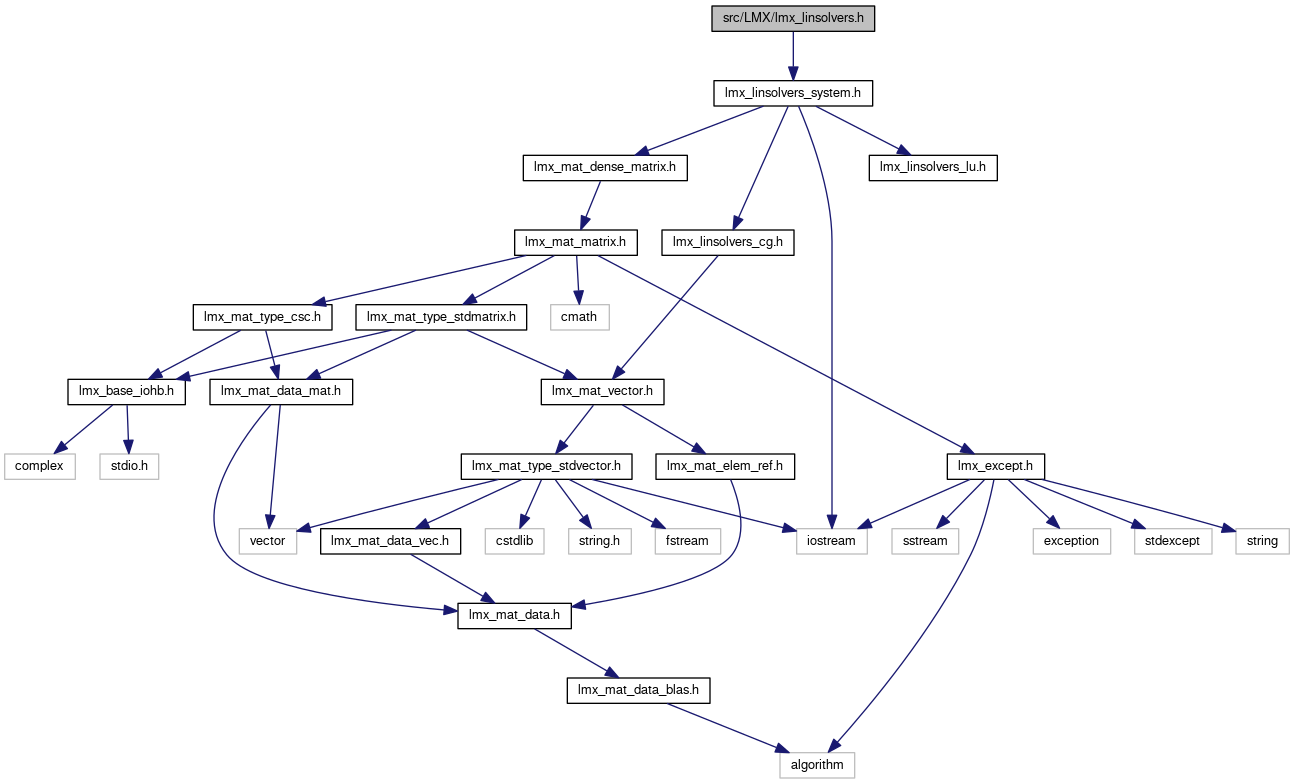 src/LMX/lmx_linsolvers.h
lmx_linsolvers_system.h
lmx_mat_dense_matrix.h
lmx_linsolvers_lu.h
lmx_mat_matrix.h
lmx_linsolvers_cg.h
lmx_mat_type_csc.h
lmx_mat_type_stdmatrix.h
cmath
lmx_base_iohb.h
lmx_mat_data_mat.h
lmx_mat_vector.h
complex
stdio.h
lmx_mat_type_stdvector.h
lmx_mat_elem_ref.h
lmx_except.h
vector
lmx_mat_data_vec.h
cstdlib
string.h
fstream
iostream
sstream
exception
stdexcept
string
lmx_mat_data.h
lmx_mat_data_blas.h
algorithm